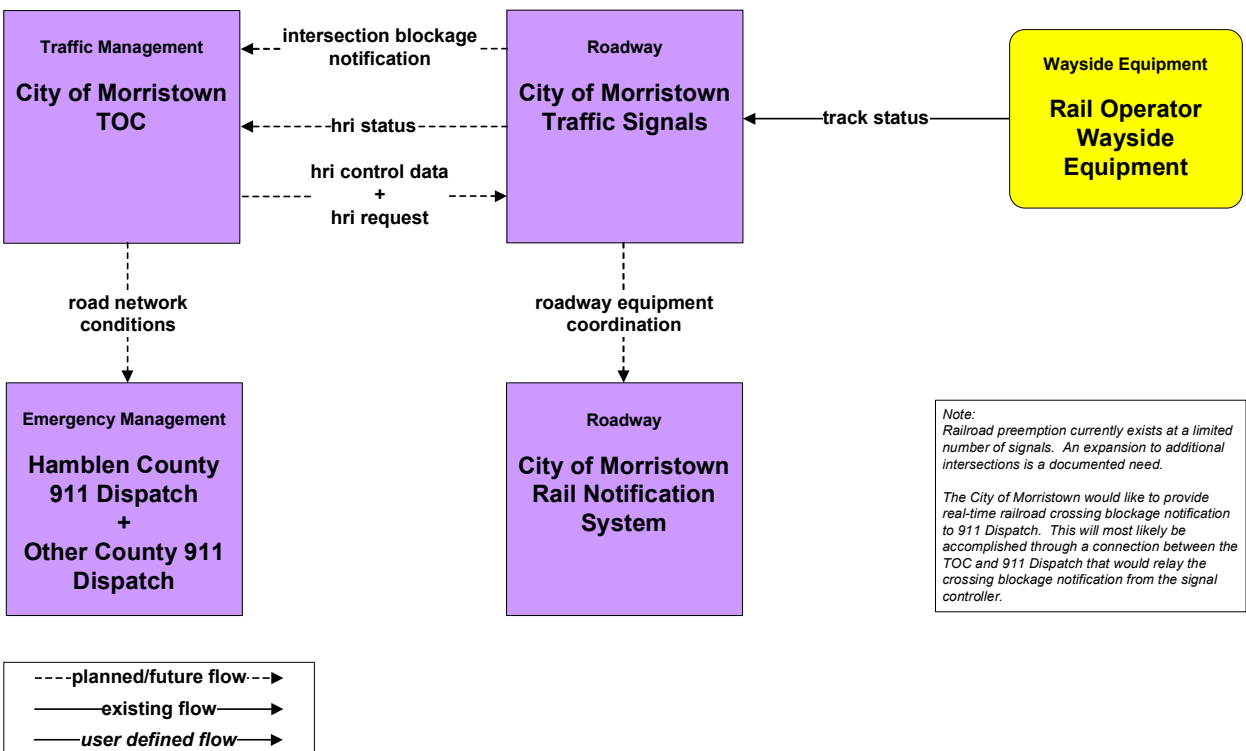 Traffic Management
City of Morristown
TOC
intersection blockage
notification
hri status
hri control data
+
hri request
Roadway
City of Morristown
Traffic Signals
track status
Wayside Equipment
Rail Operator
Wayside
Equipment
road network
conditions
roadway equipment
coordination
Emergency Management
Hamblen County
911 Dispatch
+
Other County 911
Dispatch
Roadway
City of Morristown
Rail Notification
System
Note:
Railroad preemption currently exists at a limited
number of signals. An expansion to additional
intersections is a documented need.
The City of Morristown would like to provide
real-time railroad crossing blockage notification
to 911 Dispatch. This will most likely be
accomplished through a connection between the
TOC and 911 Dispatch that would relay the
crossing blockage notification from the signal
controller.
planned/future flow
existing flow
user defined flow